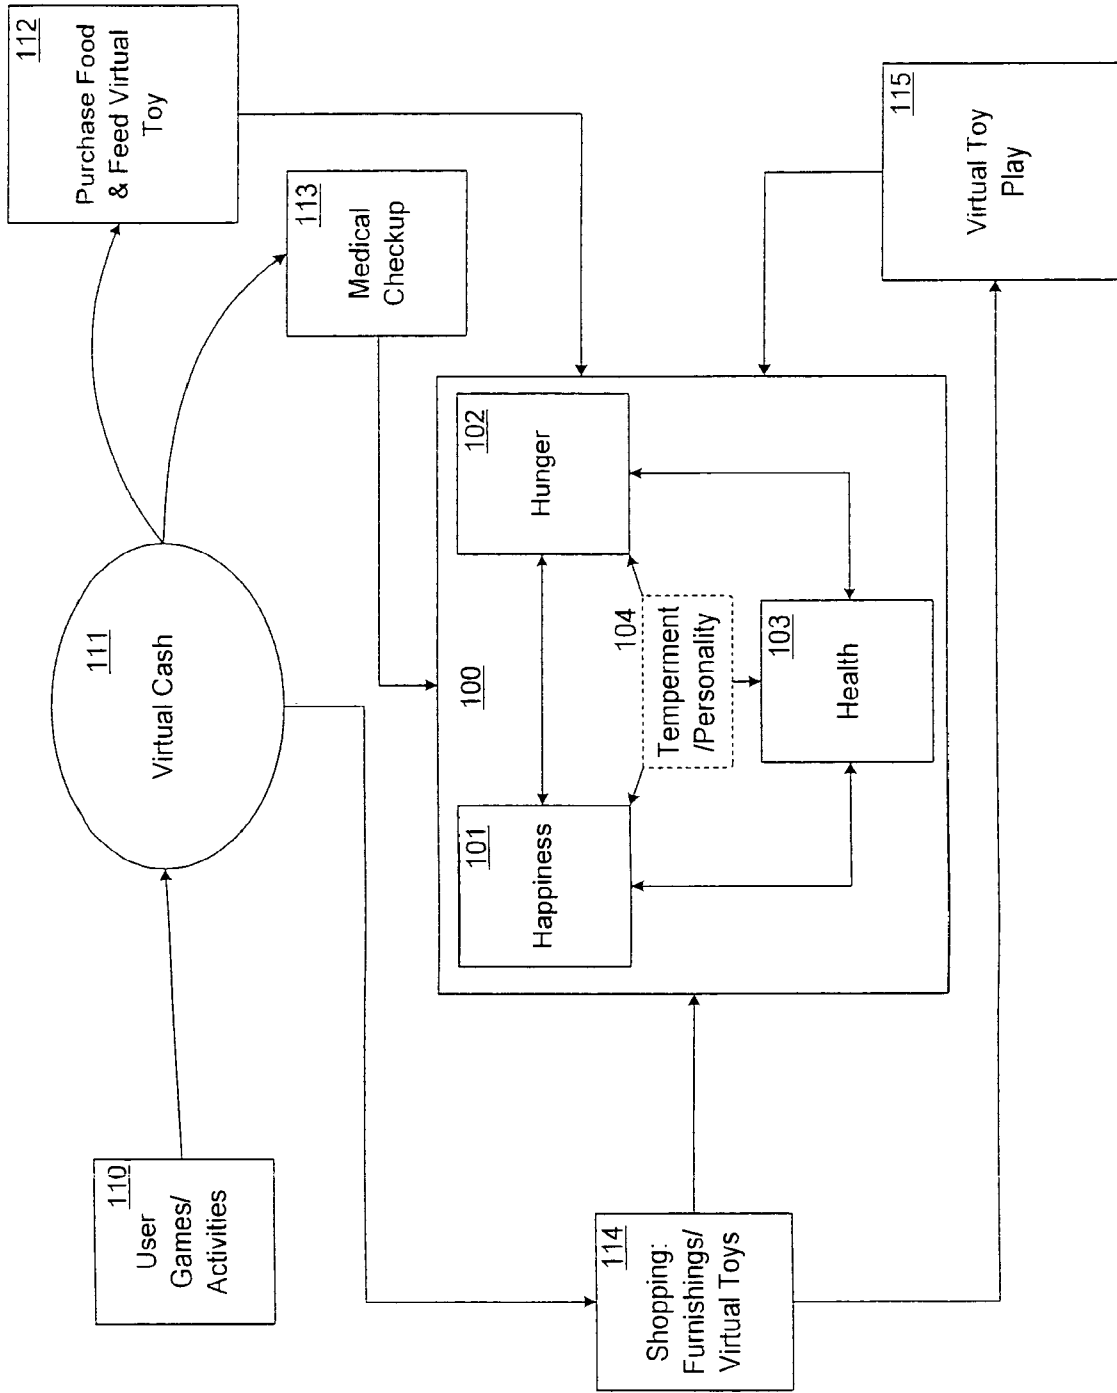 110
User
Games/
Activities
111
Virtual Cash
112
Purchase Food
& Feed Virtual
Toy
113
Medical
Checkup
100
101
Happiness
102
Hunger
104
Temperment
/Personality
103
Health
114
Shopping:
Furnishings/
Virtual Toys
115
Virtual Toy
Play